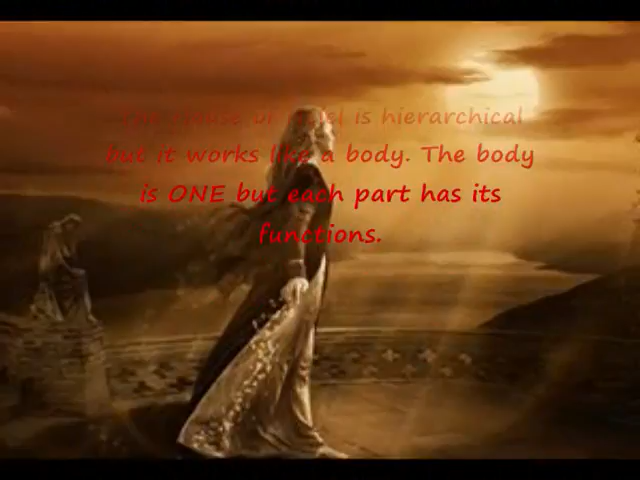 The House of is hierarchical
but it works like a body. The body
is ONE but each part has its
functions.